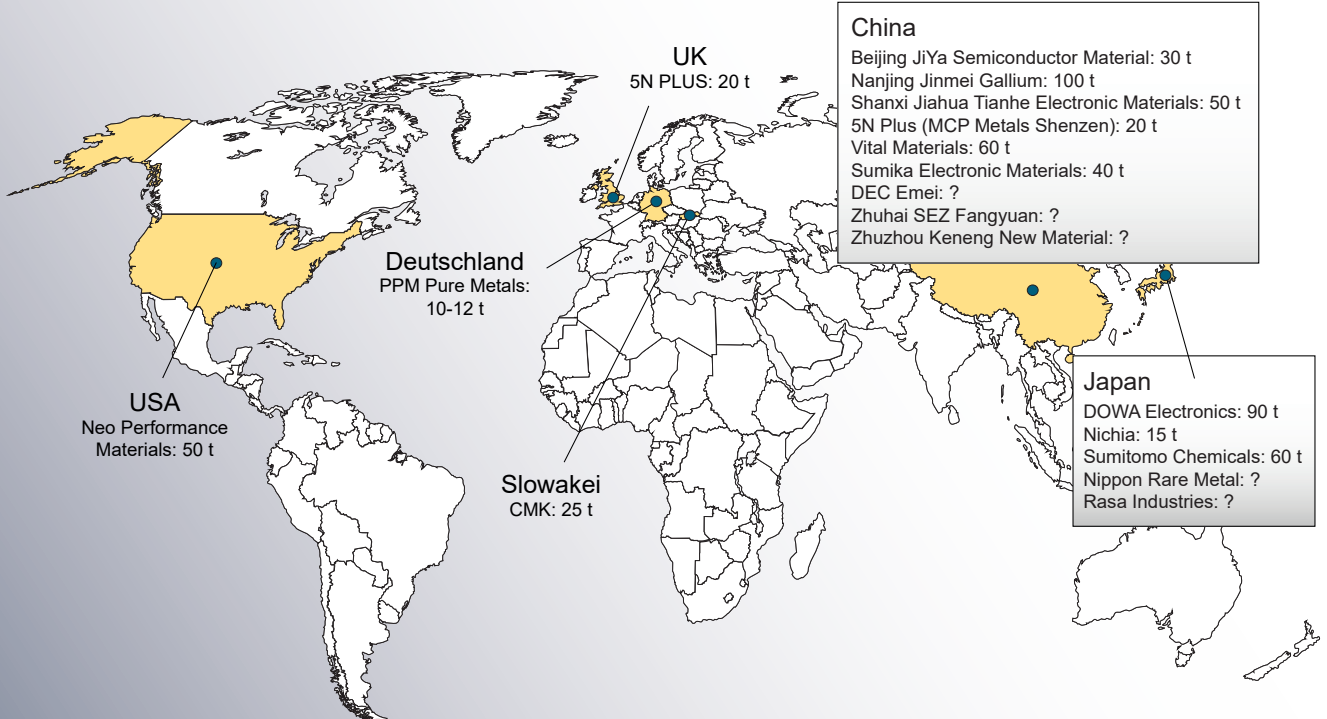 UK
5N PLUS: 20 t
China
Beijing JiYa Semiconductor Material: 30 t
Nanjing Jinmei Gallium: 100 t
Shanxi Jiahua Tianhe Electronic Materials: 50 t
5N Plus (MCP Metals Shenzen): 20 t
Vital Materials: 60 t
Sumika Electronic Materials: 40 t
DEC Emei: ?
Zhuhai SEZ Fangyuan: ?
Zhuzhou Keneng New Material: ?
Deutschland
PPM Pure Metals:
10-12 t
USA
Neo Performance
Materials: 50 t
Slowakei
CMK: 25 t
Japan
DOWA Electronics: 90 t
Nichia: 15 t
Sumitomo Chemicals: 60 t
Nippon Rare Metal: ?
Rasa Industries: ?